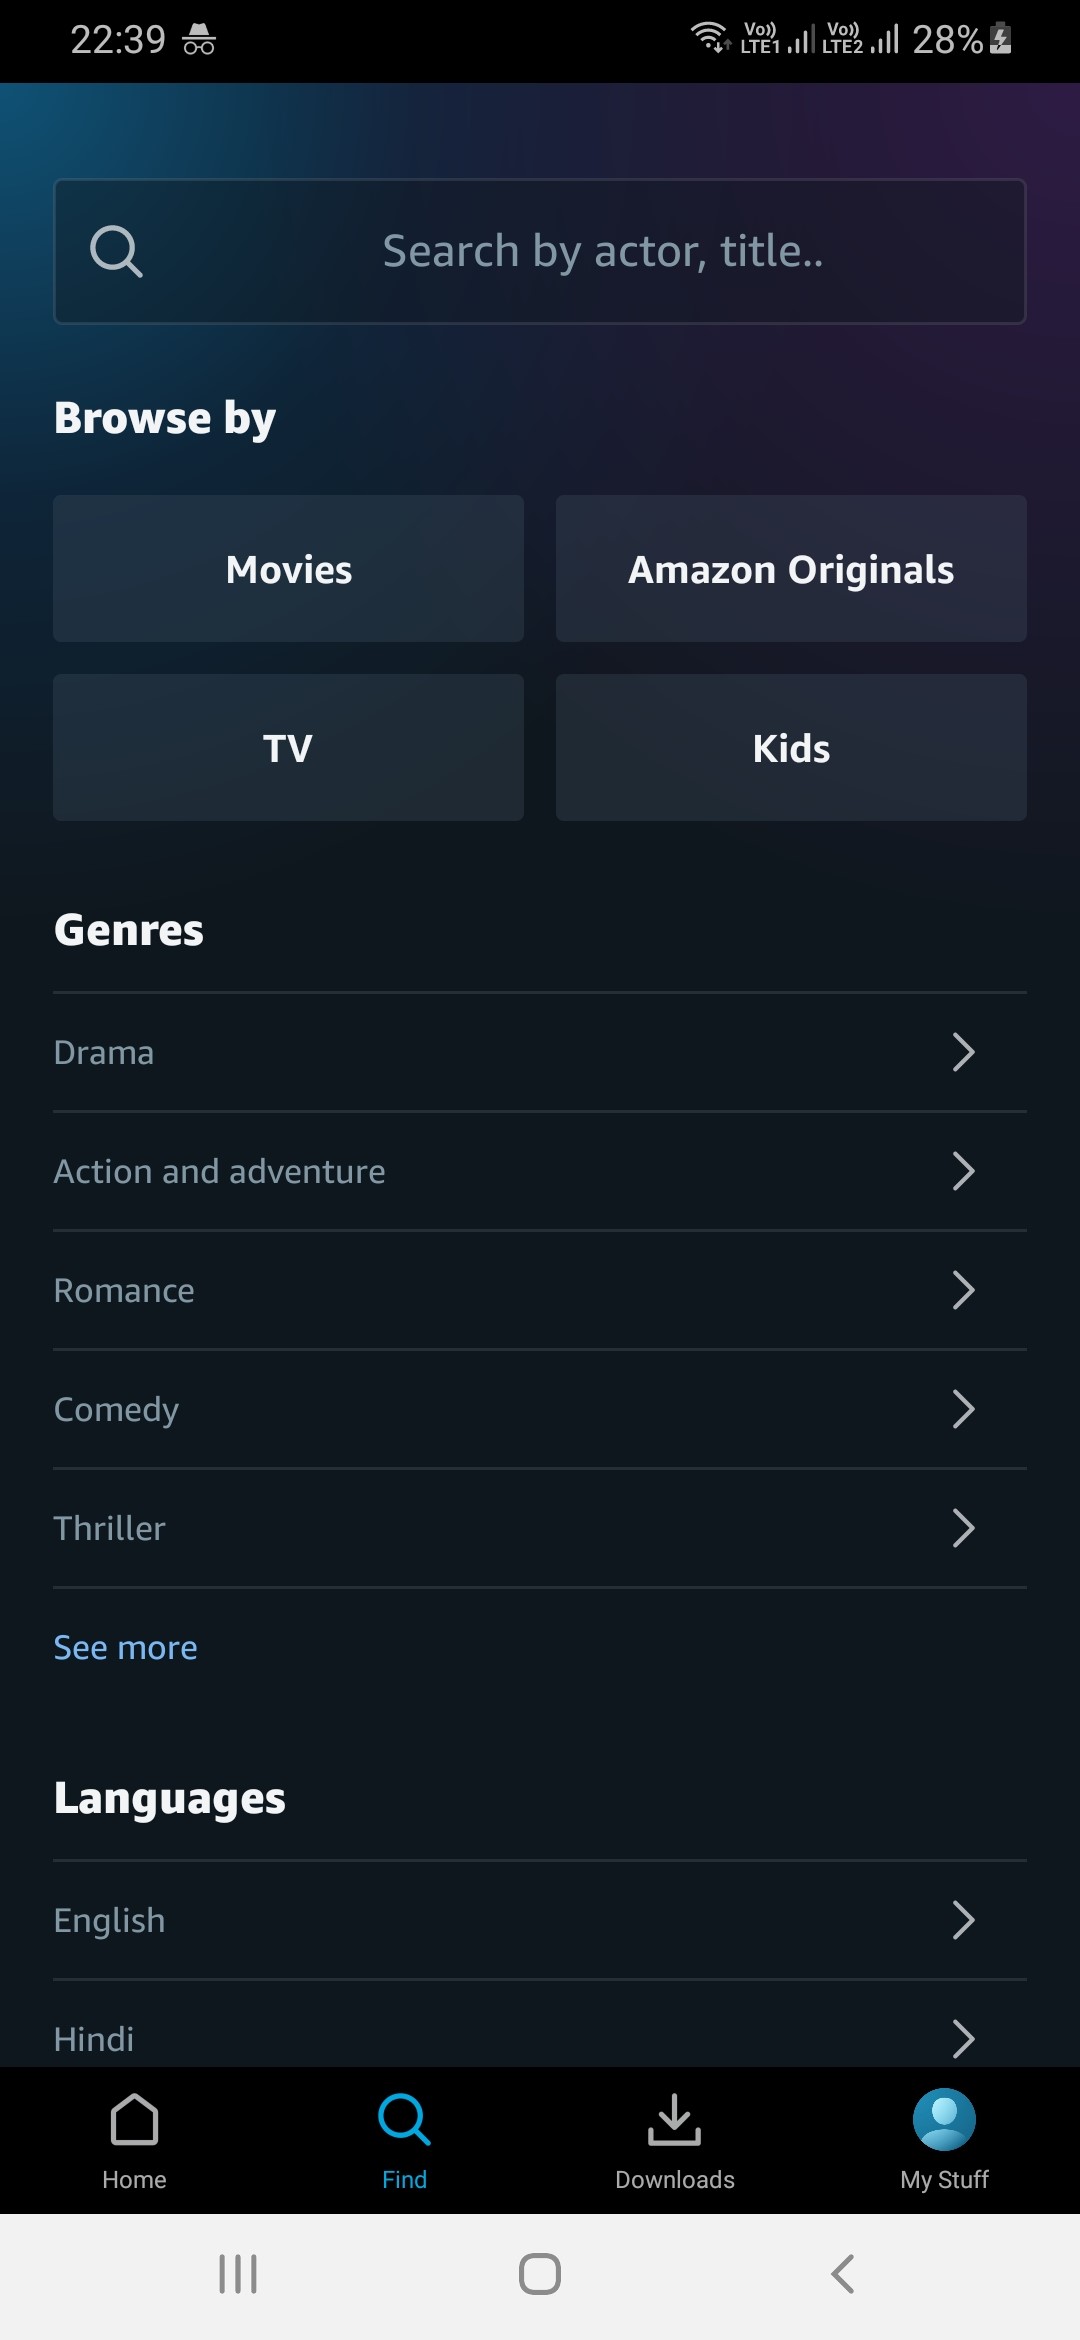 22:39 Vo)) LTE1 Vo)) LTE2 28%
Search by actor, title..
Browse by
Movies
Amazon Originals
TV
Kids
Genres
Drama
Action and adventure
Romance
Comedy
Thriller
See more
Languages
English
Hindi
Home
Find
Downloads
My Stuff